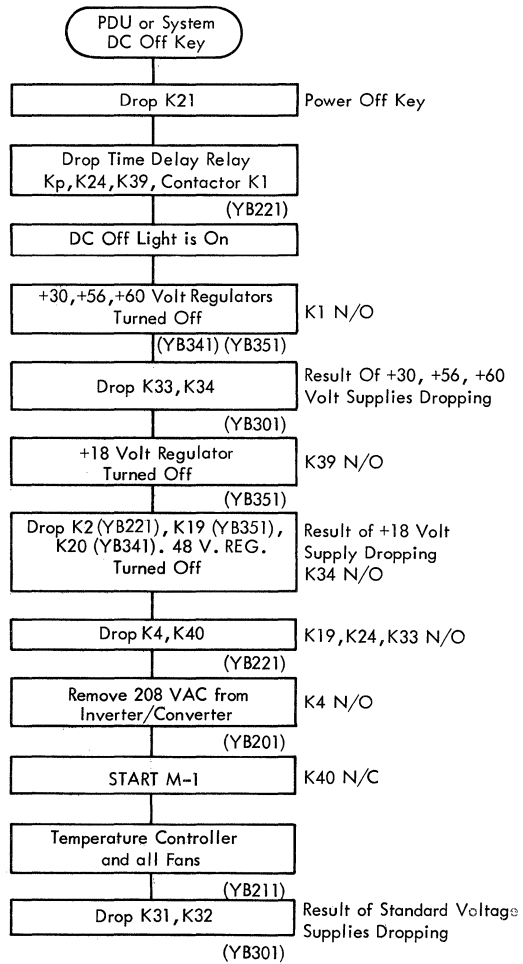 PDU or System
DC Off Key
Drop K21
Power Off Key
Drop Time Delay Relay
Kp,K24,K39, Contactor K1
(YB221)
DC Off Light is On
+30,+56,+60 Volt Regulators
Turned Off
K1 N/O
(YB341) (YB351)
Drop K33,K34
Result Of +30, +56, +60
Volt Supplies Dropping
(YB301)
+18 Volt Regulator
Turned Off
K39 N/O
(YB351)
Drop K2 (YB221), K19 (YB351),
K20 (YB341). 48 V. REG.
Turned Off
Result of +18 Volt
Supply Dropping
K34 N/O
Drop K4,K40
K19,K24,K33 N/O
(YB221)
Remove 208 VAC from
Inverter/Converter
K4 N/O
(YB201)
START M-1
K40 N/C
Temperature Controller
and all Fans
(YB211)
Drop K31,K32
Result of Standard Voltage
Supplies Dropping
(YB301)